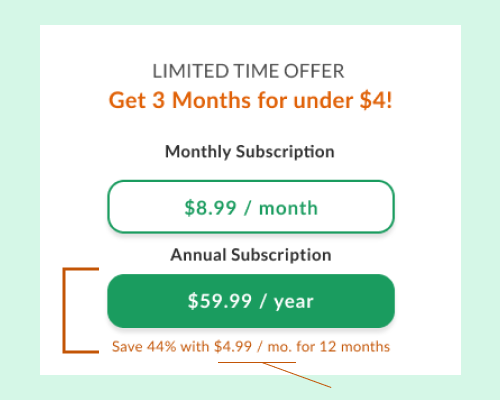 LIMITED TIME OFFER
Get 3 Months for under $4!
Monthly Subscription
$8.99 / month
Annual Subscription
$59.99 / year
Save 44% with $4.99 / mo. for 12 months